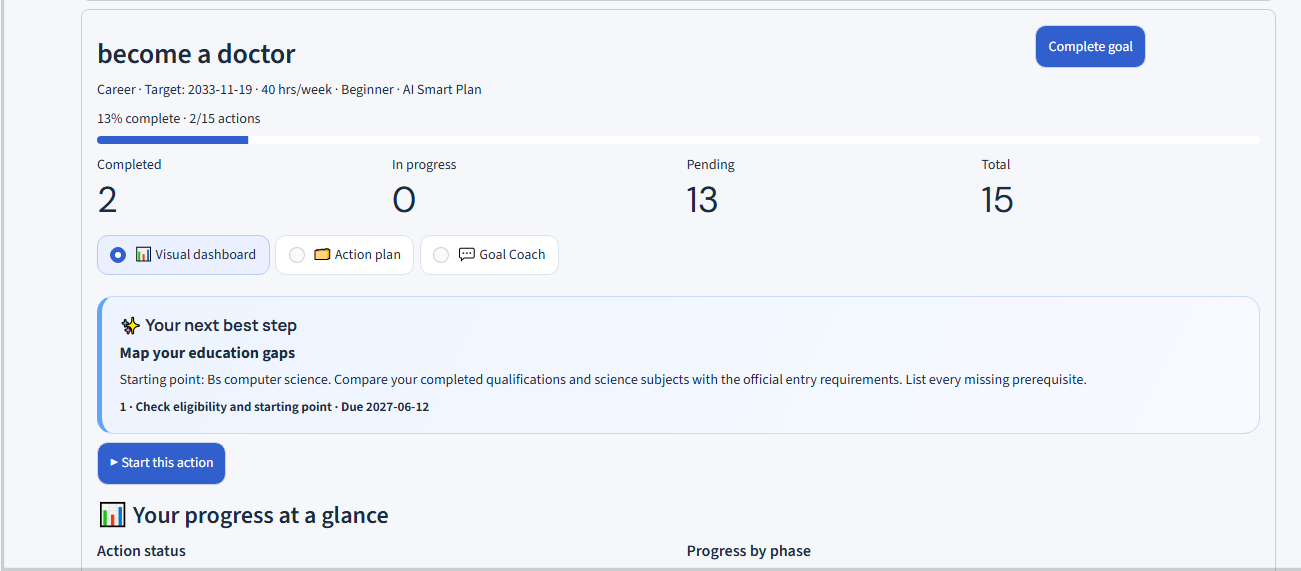 become a doctor
Complete goal
Career · Target: 2033-11-19 · 40 hrs/week · Beginner · AI Smart Plan
13% complete · 2/15 actions
Completed
In progress
Pending
Total
2
0
13
15
Visual dashboard
Action plan
Goal Coach
Your next best step
Map your education gaps
Starting point: Bs computer science. Compare your completed qualifications and science subjects with the official entry requirements. List every missing prerequisite.
1 · Check eligibility and starting point · Due 2027-06-12
Start this action
Your progress at a glance
Action status
Progress by phase